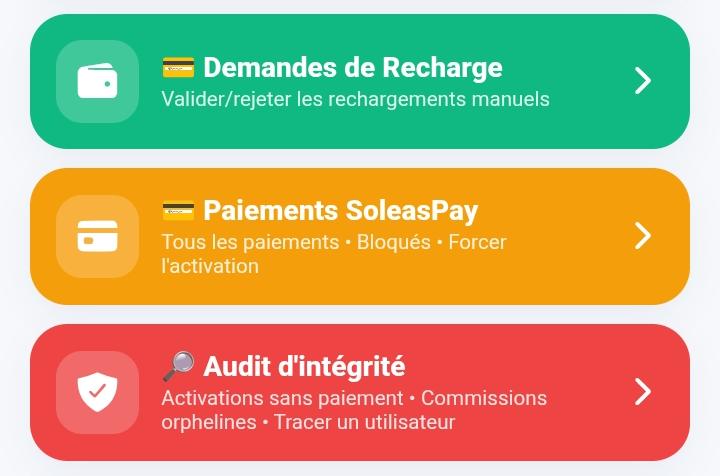 💳 Demandes de Recharge
Valider/rejeter les rechargements manuels
💳 Paiements SoleasPay
Tous les paiements • Bloqués • Forcer
l'activation
🔎 Audit d'intégrité
Activations sans paiement • Commissions
orphelines • Tracer un utilisateur